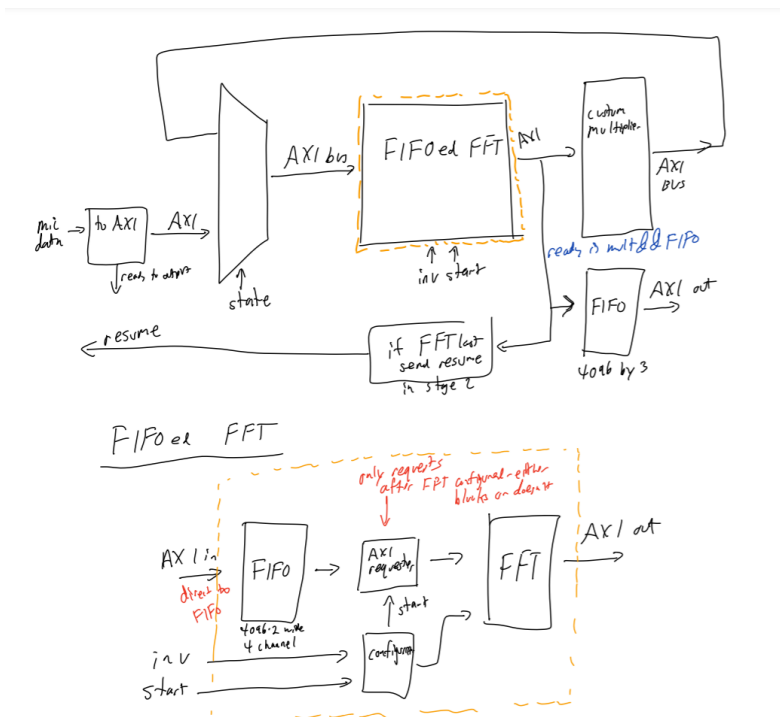 custom
multiplier
FIFOed FFT
AXI
AXI bus
AXI
BUS
mic
data
to AXI
AXI
ready is mult && FIFO
ready to output
inv start
state
FIFO
AXI out
resume
if FFT last
send resume
in stage 2
4096 by 3
FIFOed FFT
only requests
after FFT configured - either
blocks or doesn't
AXI in
direct to
FIFO
FIFO
AXI
requester
FFT
AXI out
start
4096·2 wide
4 channel
inv
start
configurer